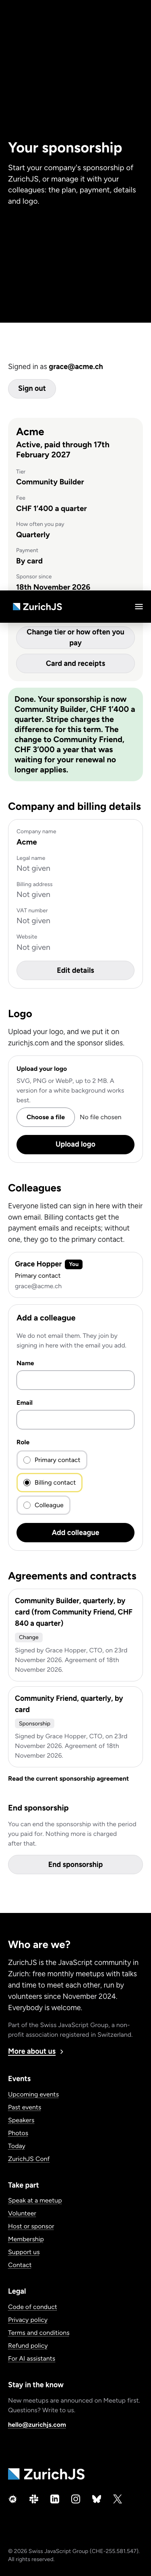 Your sponsorship
Start your company's sponsorship of
ZurichJS, or manage it with your
colleagues: the plan, payment, details
and logo.
Signed in as grace@acme.ch
Sign out
Acme
Active, paid through 17th
February 2027
Tier
Community Builder
Fee
CHF 1'400 a quarter
How often you pay
Quarterly
Payment
By card
Sponsor since
18th November 2026
ZurichJS
Change tier or how often you
pay
Card and receipts
Done. Your sponsorship is now
Community Builder, CHF 1'400 a
quarter. Stripe charges the
difference for this term. The
change to Community Friend,
CHF 3'000 a year that was
waiting for your renewal no
longer applies.
Company and billing details
Company name
Acme
Legal name
Not given
Billing address
Not given
VAT number
Not given
Website
Not given
Edit details
Logo
Upload your logo, and we put it on
zurichjs.com and the sponsor slides.
Upload your logo
SVG, PNG or WebP, up to 2 MB. A
version for a white background works
best.
Choose a file No file chosen
Upload logo
Colleagues
Everyone listed can sign in here with their
own email. Billing contacts get the
payment emails and receipts; without
one, they go to the primary contact.
Grace Hopper You
Primary contact
grace@acme.ch
Add a colleague
We do not email them. They join by
signing in here with the email you add.
Name
Email
Role
Primary contact
Billing contact
Colleague
Add colleague
Agreements and contracts
Community Builder, quarterly, by
card (from Community Friend, CHF
840 a quarter)
Change
Signed by Grace Hopper, CTO, on 23rd
November 2026. Agreement of 18th
November 2026.
Community Friend, quarterly, by
card
Sponsorship
Signed by Grace Hopper, CTO, on 23rd
November 2026. Agreement of 18th
November 2026.
Read the current sponsorship agreement
End sponsorship
You can end the sponsorship with the period
you paid for. Nothing more is charged
after that.
End sponsorship
Who are we?
ZurichJS is the JavaScript community in
Zurich: free monthly meetups with talks
and time to meet each other, run by
volunteers since November 2024.
Everybody is welcome.
Part of the Swiss JavaScript Group, a non-
profit association registered in Switzerland.
More about us
Events
Upcoming events
Past events
Speakers
Photos
Today
ZurichJS Conf
Take part
Speak at a meetup
Volunteer
Host or sponsor
Membership
Support us
Contact
Legal
Code of conduct
Privacy policy
Terms and conditions
Refund policy
For AI assistants
Stay in the know
New meetups are announced on Meetup first.
Questions? Write to us.
hello@zurichjs.com
ZurichJS
© 2026 Swiss JavaScript Group (CHE-255.581.547).
All rights reserved.